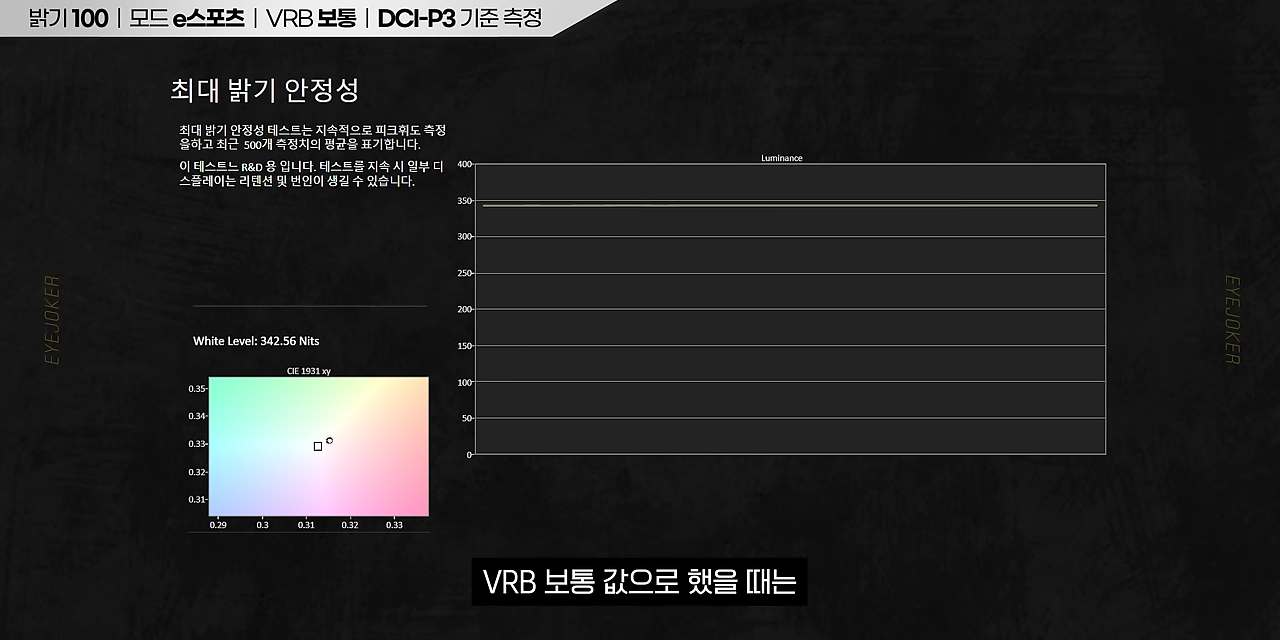 밝기 100 | 모드 e스포츠 | VRB 보통 | DCI-P3 기준 측정
최대 밝기 안정성
최대 밝기 안정성 테스트는 지속적으로 피크휘도 측정
을하고 최근 500개 측정치의 평균을 표기합니다.
이 테스트느 R&D 용 입니다. 테스트를 지속 시 일부 디
스플레이는 리텐션 및 번인이 생길 수 있습니다.
Luminance
400
350
300
250
200
150
100
50
0
EYEJOKER
EYEJOKER
White Level: 342.56 Nits
CIE 1931 xy
0.35
0.34
0.33
0.32
0.31
0.29 0.3 0.31 0.32 0.33
VRB 보통 값으로 했을 때는